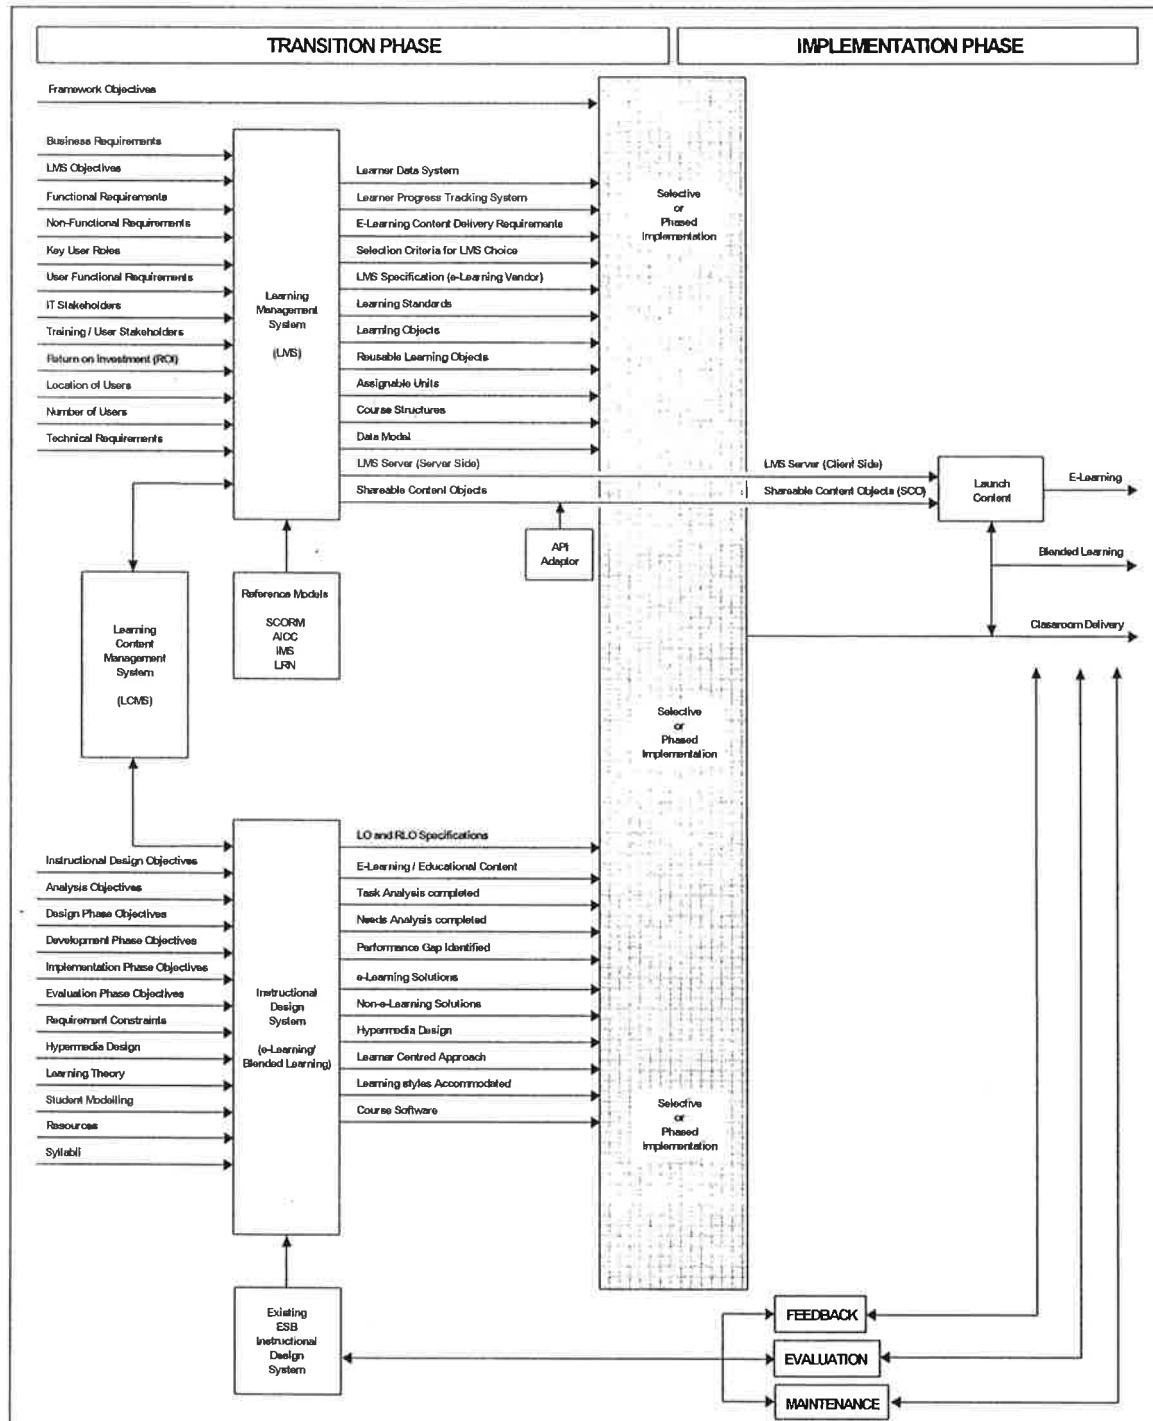 TRANSITION PHASE
IMPLEMENTATION PHASE
Framework Objectives
Business Requirements
LMS Objectives
Functional Requirements
Non-Functional Requirements
Key User Roles
User Functional Requirements
IT Stakeholders
Training / User Stakeholders
Return on Investment (ROI)
Location of Users
Number of Users
Technical Requirements
Learning
Management
System
(LMS)
Learner Data System
Learner Progress Tracking System
E-Learning Content Delivery Requirements
Selection Criteria for LMS Choice
LMS Specification (e-Learning Vendor)
Learning Standards
Learning Objects
Reusable Learning Objects
Assignable Units
Course Structures
Data Model
LMS Server (Server Side)
Shareable Content Objects
Selective
or
Phased
Implementation
LMS Server (Client Side)
Shareable Content Objects (SCO)
Launch
Content
E-Learning
Blended Learning
Classroom Delivery
API
Adaptor
Reference Models
SCORM
AICC
IMS
LRN
Learning
Content
Management
System
(LCMS)
Selective
or
Phased
Implementation
Instructional Design Objectives
Analysis Objectives
Design Phase Objectives
Development Phase Objectives
Implementation Phase Objectives
Evaluation Phase Objectives
Requirement Constraints
Hypermedia Design
Learning Theory
Student Modelling
Resources
Syllabii
Instructional
Design
System
(e-Learning/
Blended Learning)
LO and RLO Specifications
E-Learning / Educational Content
Task Analysis completed
Needs Analysis completed
Performance Gap Identified
e-Learning Solutions
Non-e-Learning Solutions
Hypermedia Design
Learner Centred Approach
Learning styles Accommodated
Course Software
Selective
or
Phased
Implementation
Existing
ESB
Instructional
Design
System
FEEDBACK
EVALUATION
MAINTENANCE